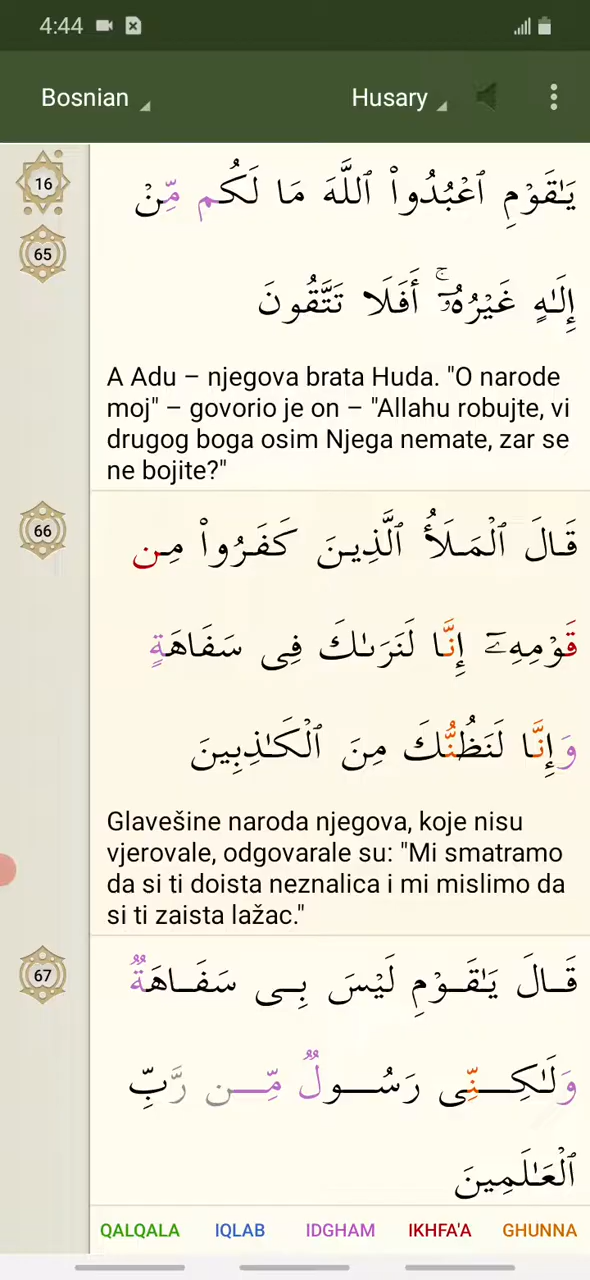 4:44
Bosnian Husary
16
يَـٰقَوْمِ ٱعْبُدُوا۟ ٱللَّهَ مَا لَكُم مِّنْ
65
إِلَـٰهٍ غَيْرُهُۥٓ ۚ أَفَلَا تَتَّقُونَ
A Adu – njegova brata Huda. "O narode
moj" – govorio je on – "Allahu robujte, vi
drugog boga osim Njega nemate, zar se
ne bojite?"
66
قَالَ ٱلْمَلَأُ ٱلَّذِينَ كَفَرُوا۟ مِن
قَوْمِهِۦٓ إِنَّا لَنَرَىٰكَ فِى سَفَاهَةٍ
وَإِنَّا لَنَظُنُّكَ مِنَ ٱلْكَـٰذِبِينَ
Glavešine naroda njegova, koje nisu
vjerovale, odgovarale su: "Mi smatramo
da si ti doista neznalica i mi mislimo da
si ti zaista lažac."
67
قَالَ يَـٰقَوْمِ لَيْسَ بِى سَفَاهَةٌ
وَلَـٰكِنِّى رَسُولٌ مِّن رَّبِّ
ٱلْعَـٰلَمِينَ
QALQALA IQLAB IDGHAM IKHFA'A GHUNNA